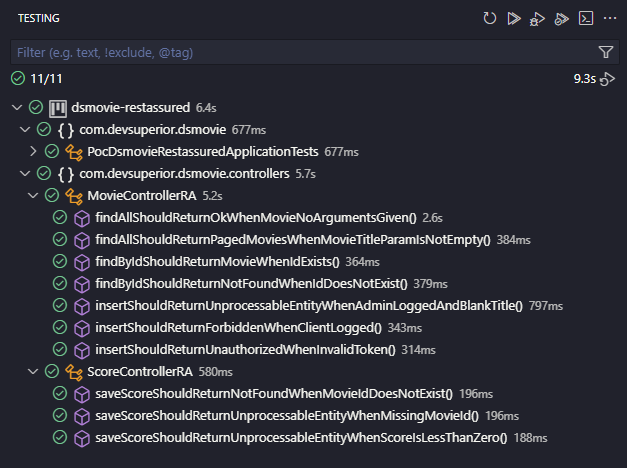 TESTING
Filter (e.g. text, !exclude, @tag)
11/11 9.3s
dsmovie-restassured 6.4s
{} com.devsuperior.dsmovie 677ms
PocDsmovieRestassuredApplicationTests 677ms
{} com.devsuperior.dsmovie.controllers 5.7s
MovieControllerRA 5.2s
findAllShouldReturnOkWhenMovieNoArgumentsGiven() 2.6s
findAllShouldReturnPagedMoviesWhenMovieTitleParamIsNotEmpty() 384ms
findByIdShouldReturnMovieWhenIdExists() 364ms
findByIdShouldReturnNotFoundWhenIdDoesNotExist() 379ms
insertShouldReturnUnprocessableEntityWhenAdminLoggedAndBlankTitle() 797ms
insertShouldReturnForbiddenWhenClientLogged() 343ms
insertShouldReturnUnauthorizedWhenInvalidToken() 314ms
ScoreControllerRA 580ms
saveScoreShouldReturnNotFoundWhenMovieIdDoesNotExist() 196ms
saveScoreShouldReturnUnprocessableEntityWhenMissingMovieId() 196ms
saveScoreShouldReturnUnprocessableEntityWhenScoreIsLessThanZero() 188ms